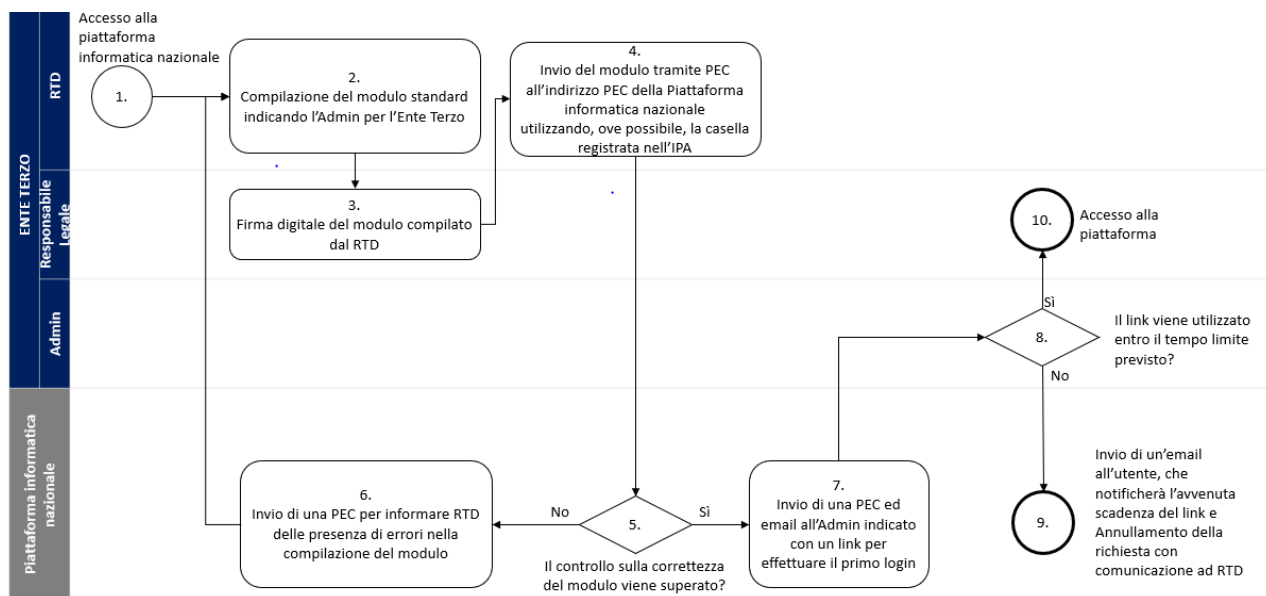 ENTE TERZO
RTD
Responsabile
Legale
Admin
Piattaforma informatica
nazionale
Accesso alla
piattaforma
informatica nazionale
1.
2.
Compilazione del modulo standard
indicando l’Admin per l’Ente Terzo
3.
Firma digitale del modulo compilato
dal RTD
4.
Invio del modulo tramite PEC
all’indirizzo PEC della Piattaforma
informatica nazionale
utilizzando, ove possibile, la casella
registrata nell’IPA
10.
Accesso alla
piattaforma
Sì
8.
Il link viene utilizzato
entro il tempo limite
previsto?
No
6.
Invio di una PEC per informare RTD
della presenza di errori nella
compilazione del modulo
No
5.
Sì
Il controllo sulla correttezza
del modulo viene superato?
7.
Invio di una PEC ed
email all’Admin indicato
con un link per
effettuare il primo login
9.
Invio di un’email
all’utente, che
notificherà l’avvenuta
scadenza del link e
Annullamento della
richiesta con
comunicazione ad RTD